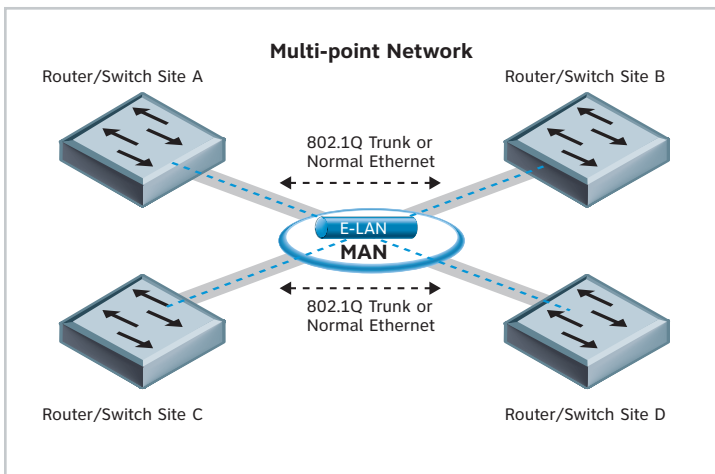 Multi-point Network
Router/Switch Site A
Router/Switch Site B
802.1Q Trunk or
Normal Ethernet
E-LAN
MAN
802.1Q Trunk or
Normal Ethernet
Router/Switch Site C
Router/Switch Site D